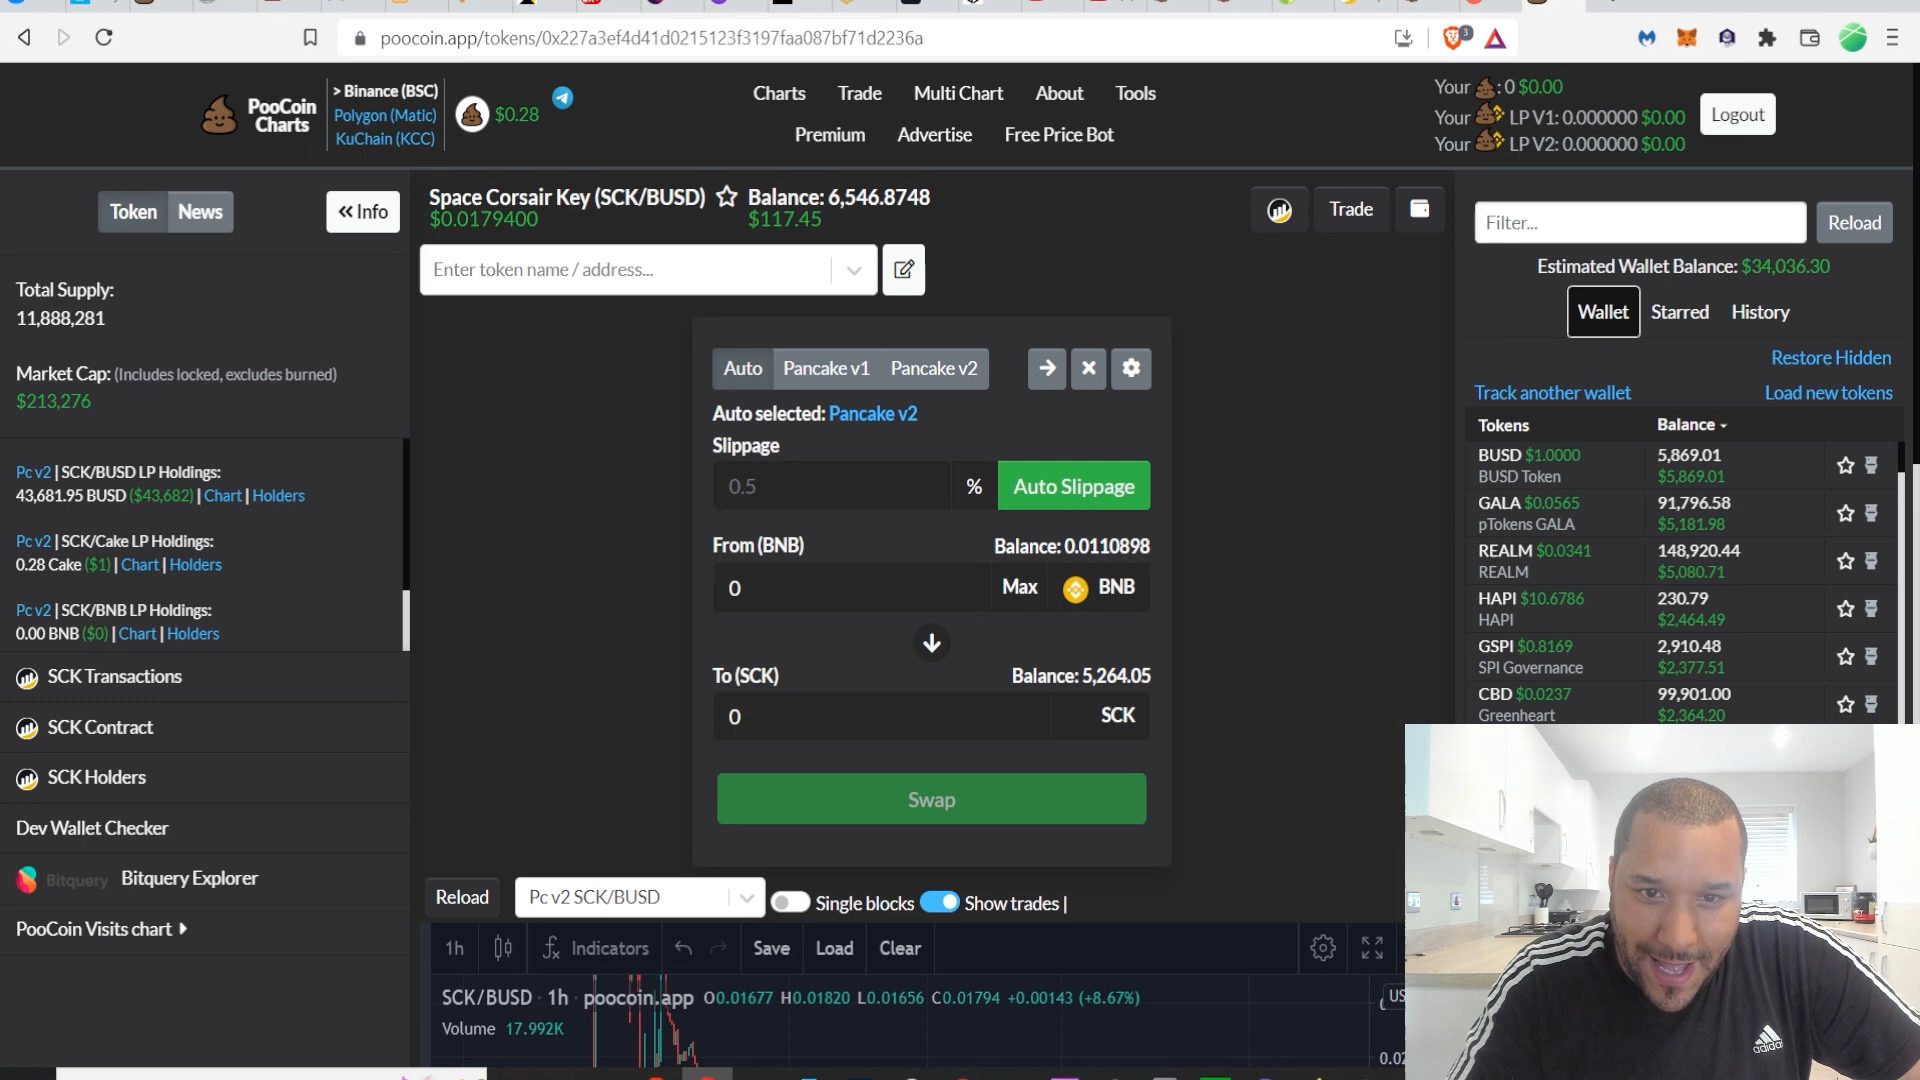 poocoin.app/tokens/0x227a3ef4d41d0215123f3197faa087bf71d2236a
3
PooCoin
Charts
> Binance (BSC)
Polygon (Matic)
KuChain (KCC)
$0.28
Charts
Trade
Multi Chart
About
Tools
Premium
Advertise
Free Price Bot
Your : 0 $0.00
Your LP V1: 0.000000 $0.00
Your LP V2: 0.000000 $0.00
Logout
Token
News
« Info
Total Supply:
11,888,281
Market Cap: (Includes locked, excludes burned)
$213,276
Pc v2 | SCK/BUSD LP Holdings:
43,681.95 BUSD ($43,682) | Chart | Holders
Pc v2 | SCK/Cake LP Holdings:
0.28 Cake ($1) | Chart | Holders
Pc v2 | SCK/BNB LP Holdings:
0.00 BNB ($0) | Chart | Holders
SCK Transactions
SCK Contract
SCK Holders
Dev Wallet Checker
Bitquery Bitquery Explorer
PooCoin Visits chart
Space Corsair Key (SCK/BUSD) Balance: 6,546.8748
$0.0179400 $117.45
Trade
Enter token name / address...
Auto
Pancake v1
Pancake v2
Auto selected: Pancake v2
Slippage
0.5 % Auto Slippage
From (BNB) Balance: 0.0110898
0 Max BNB
To (SCK) Balance: 5,264.05
0 SCK
Swap
Reload
Pc v2 SCK/BUSD
Single blocks
Show trades |
1h
Indicators
Save
Load
Clear
SCK/BUSD · 1h · poocoin.app O0.01677 H0.01820 L0.01656 C0.01794 +0.00143 (+8.67%)
Volume 17.992K
Filter...
Reload
Estimated Wallet Balance: $34,036.30
Wallet
Starred
History
Restore Hidden
Track another wallet
Load new tokens
Tokens Balance
BUSD $1.0000 5,869.01
BUSD Token $5,869.01
GALA $0.0565 91,796.58
pTokens GALA $5,181.98
REALM $0.0341 148,920.44
REALM $5,080.71
HAPI $10.6786 230.79
HAPI $2,464.49
GSPI $0.8169 2,910.48
SPI Governance $2,377.51
CBD $0.0237 99,901.00
Greenheart $2,364.20
adidas